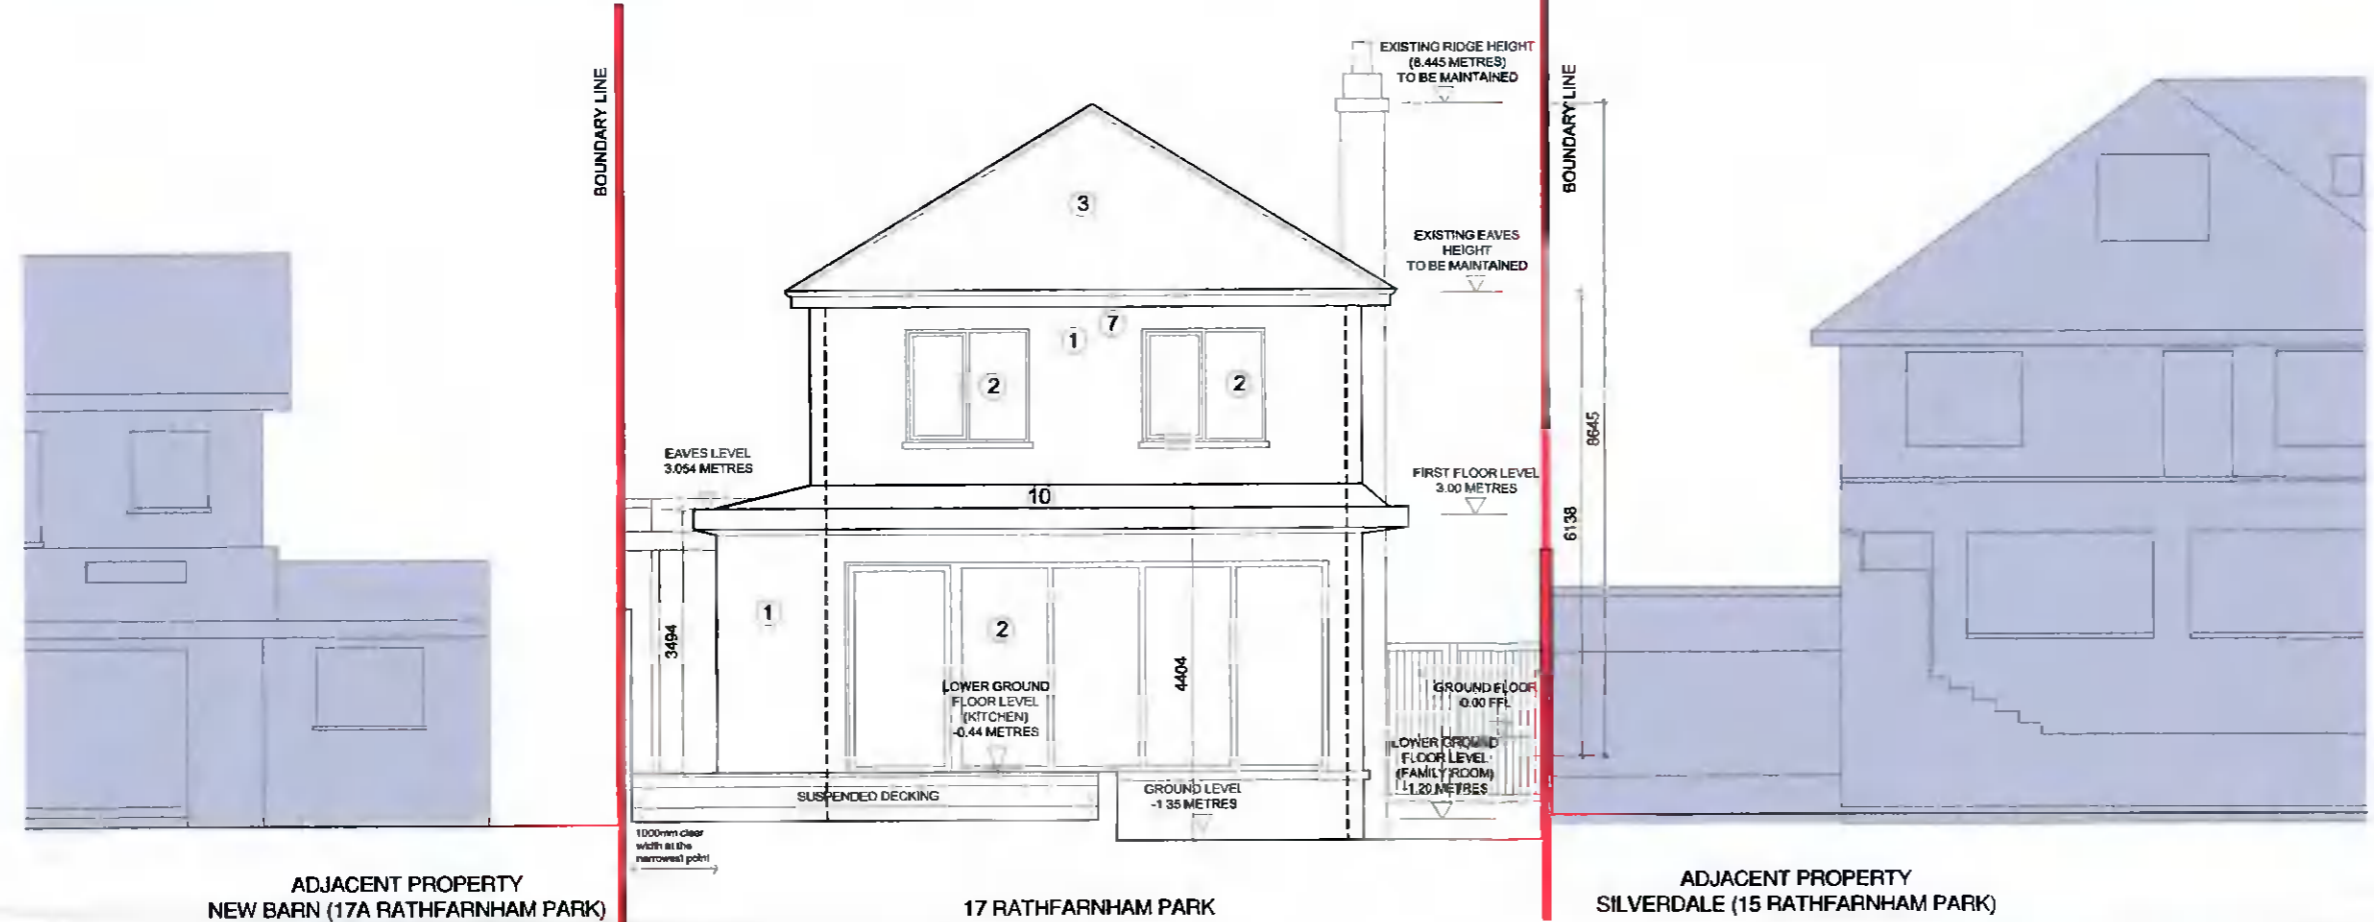 BOUNDARY LINE
EXISTING RIDGE HEIGHT
(8.445 METRES)
TO BE MAINTAINED
BOUNDARY LINE
3
EXISTING EAVES
HEIGHT
TO BE MAINTAINED
7
1
2
2
8645
EAVES LEVEL
3.054 METRES
FIRST FLOOR LEVEL
3.00 METRES
10
6138
1
2
3494
4404
LOWER GROUND
FLOOR LEVEL
(KITCHEN)
-0.44 METRES
GROUND FLOOR
0.00 FFL
LOWER GROUND
FLOOR LEVEL
(FAMILY ROOM)
-1.20 METRES
SUSPENDED DECKING
GROUND LEVEL
-1 35 METRES
1000mm clear
width at the
narrowest point
ADJACENT PROPERTY
NEW BARN (17A RATHFARNHAM PARK)
17 RATHFARNHAM PARK
ADJACENT PROPERTY
SILVERDALE (15 RATHFARNHAM PARK)